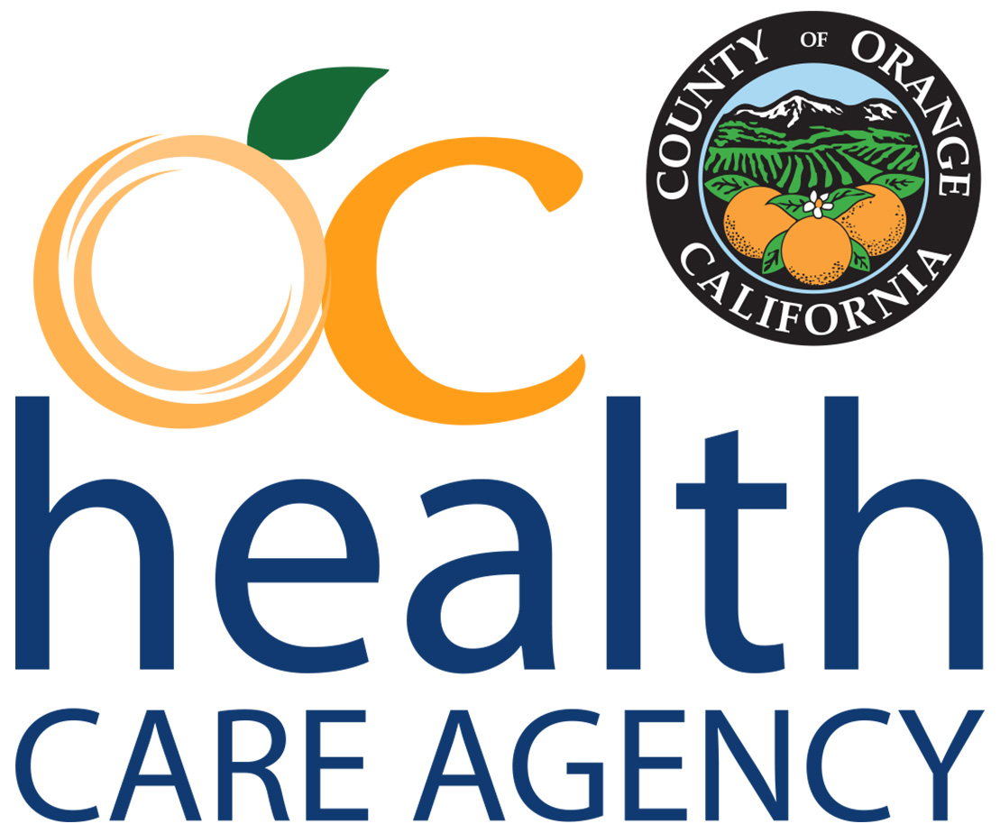 OC
COUNTY OF ORANGE
CALIFORNIA
health
CARE AGENCY